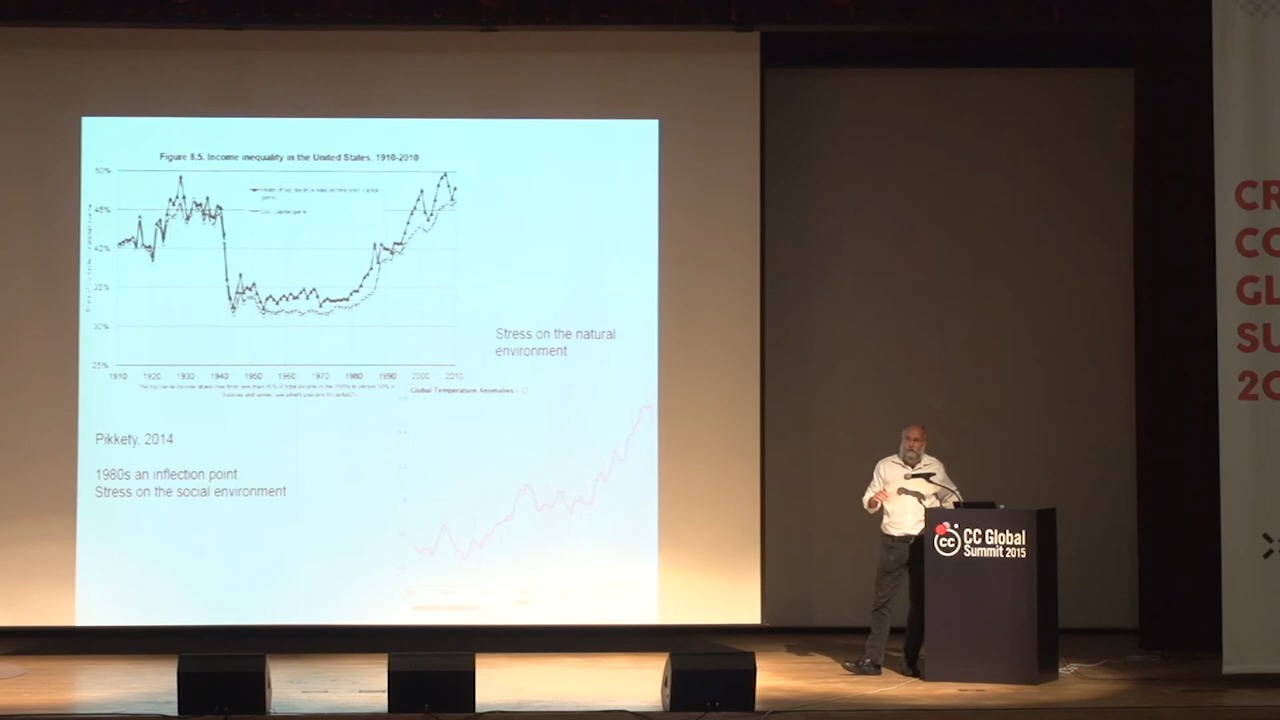 Figure 8.5. Income inequality in the United States, 1910-2010
50%
45%
40%
35%
30%
25%
1910 1920 1930 1940 1950 1960 1970 1980 1990 2000 2010
Global Temperature Anomalies
Stress on the natural
environment
Pikkety, 2014
1980s an inflection point
Stress on the social environment
CC
CC Global
Summit 2015
CR
CO
GL
SU
20